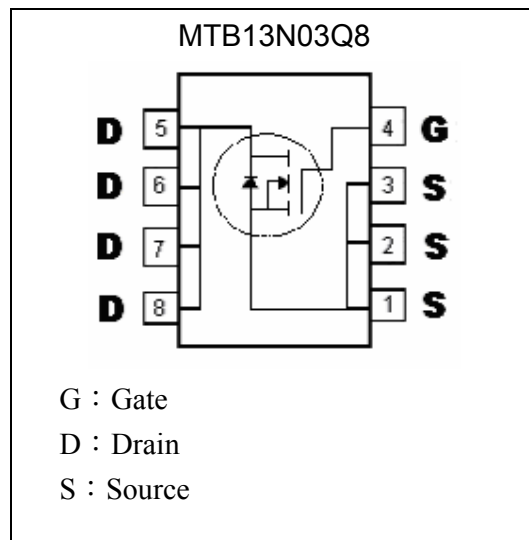 MTB13N03Q8
D 5 4 G
D 6 3 S
D 7 2 S
D 8 1 S
G：Gate
D：Drain
S：Source